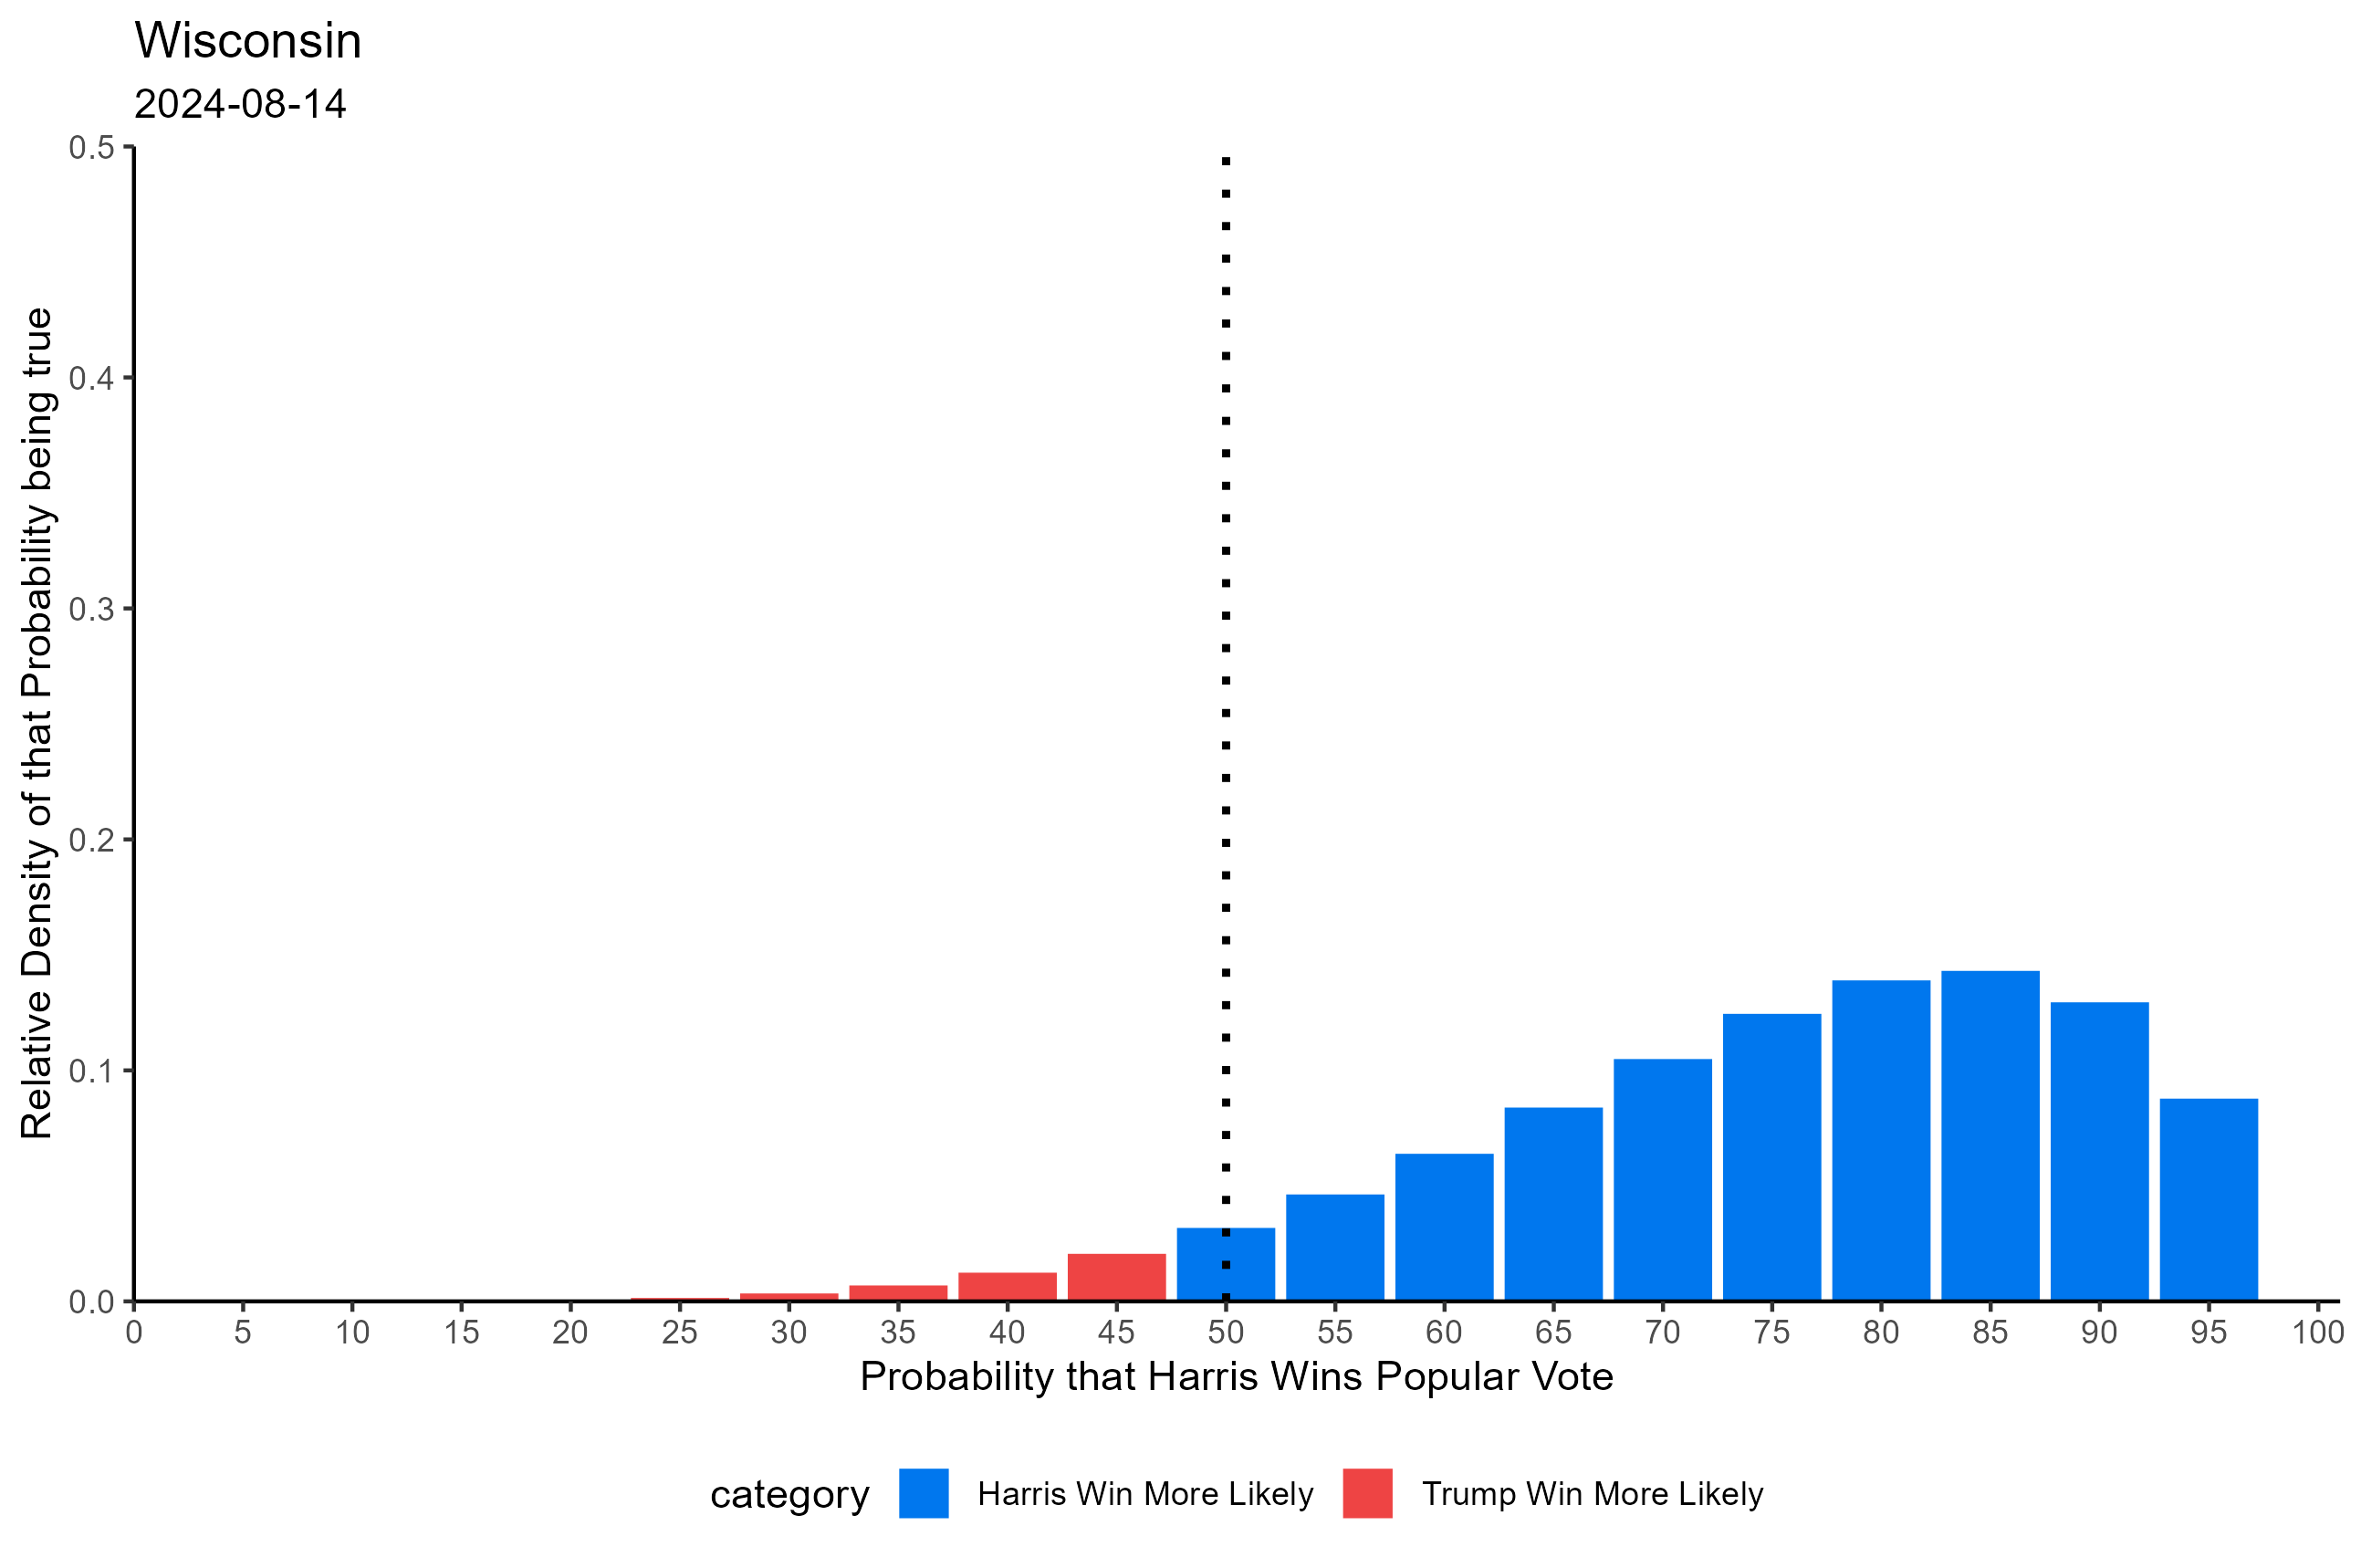 Wisconsin
2024-08-14
Relative Density of that Probability being true
0.5
0.4
0.3
0.2
0.1
0.0
0 5 10 15 20 25 30 35 40 45 50 55 60 65 70 75 80 85 90 95 100
Probability that Harris Wins Popular Vote
category Harris Win More Likely Trump Win More Likely